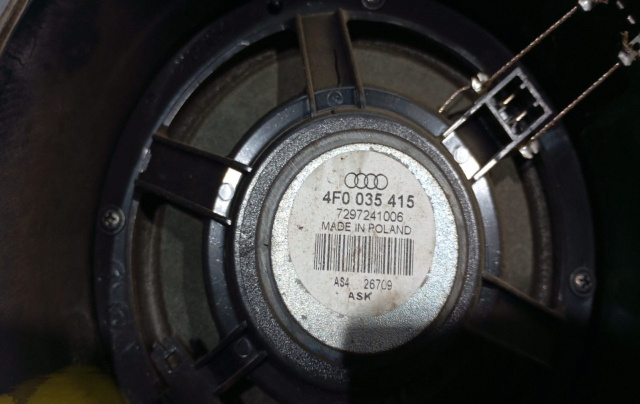 4F0 035 415
7297241006
MADE IN POLAND
AS4 26709
ASK